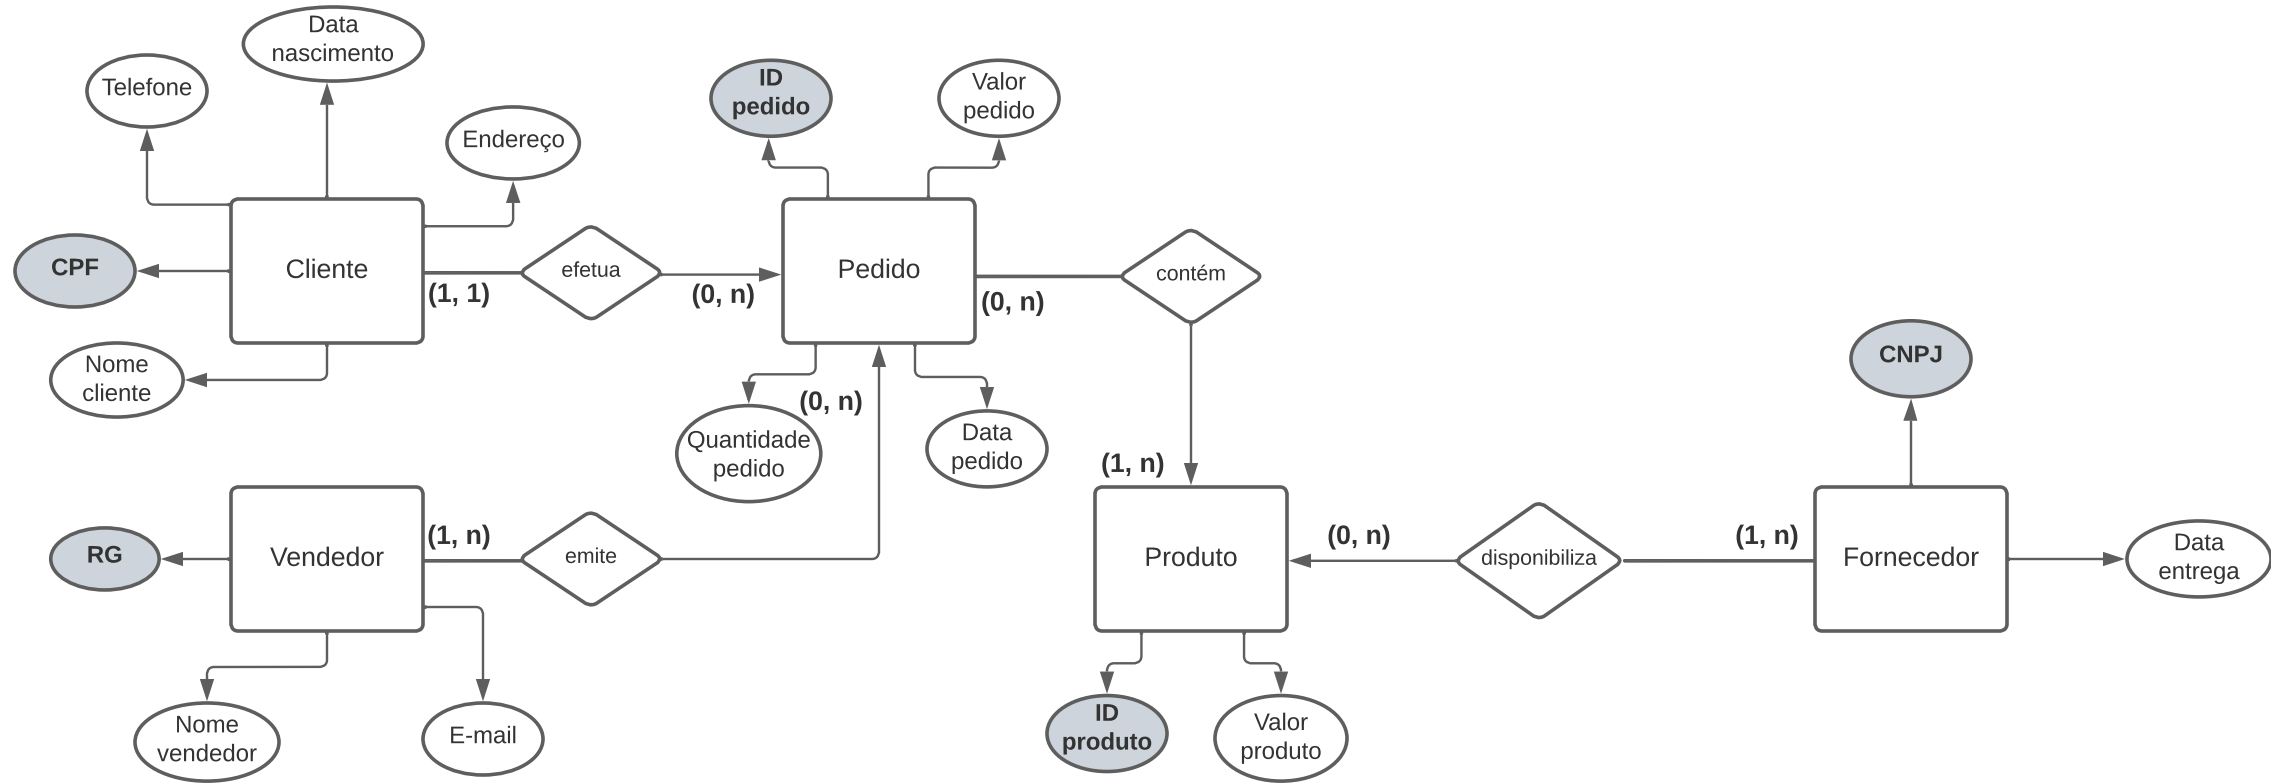 Data
nascimento
Telefone
ID
pedido
Valor
pedido
Endereço
CPF
Cliente
efetua
Pedido
contém
(1, 1)
(0, n)
(0, n)
Nome
cliente
(0, n)
Quantidade
pedido
Data
pedido
CNPJ
(1, n)
RG
Vendedor
(1, n)
emite
Produto
(0, n)
disponibiliza
(1, n)
Fornecedor
Data
entrega
Nome
vendedor
E-mail
ID
produto
Valor
produto